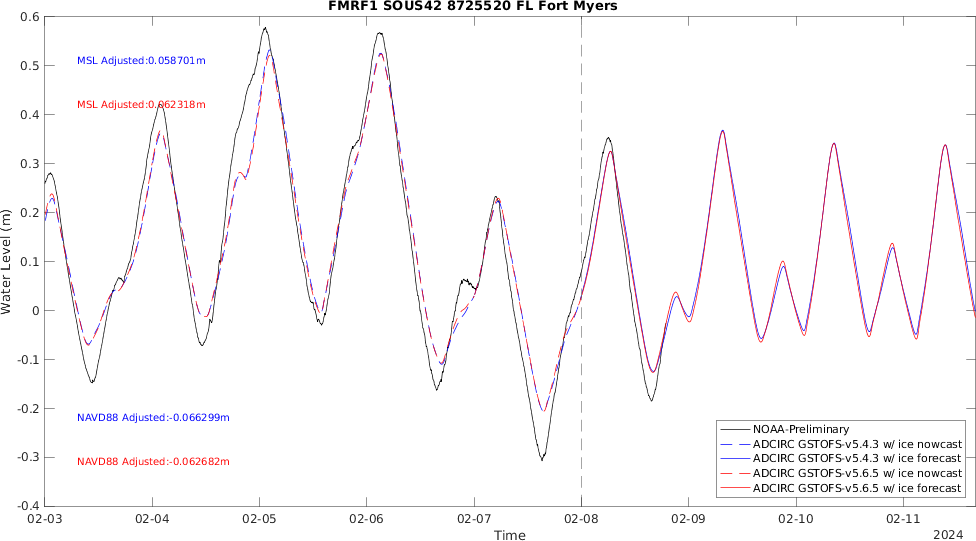 FMRF1 SOUS42 8725520 FL Fort Myers
0.6
0.5
0.4
0.3
0.2
0.1
0
-0.1
-0.2
-0.3
-0.4
Water Level (m)
MSL Adjusted:0.058701m
MSL Adjusted:0.062318m
NAVD88 Adjusted:-0.066299m
NAVD88 Adjusted:-0.062682m
NOAA-Preliminary
ADCIRC GSTOFS-v5.4.3 w/ ice nowcast
ADCIRC GSTOFS-v5.4.3 w/ ice forecast
ADCIRC GSTOFS-v5.6.5 w/ ice nowcast
ADCIRC GSTOFS-v5.6.5 w/ ice forecast
02-03 02-04 02-05 02-06 02-07 02-08 02-09 02-10 02-11
Time
2024